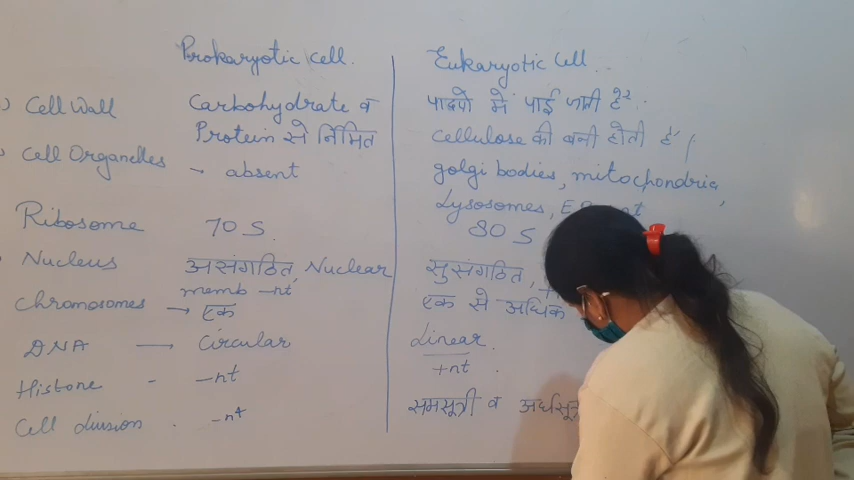 Prokaryotic cell. Eukaryotic Cell
Cell Wall Carbohydrate व पादपो में पाई जाती है
Protein से निर्मित cellulose की बनी होती है
Cell Organelles - absent golgi bodies, mitochondria,
Lysosomes,
Ribosome 70 S 80 S
Nucleus असंगठित, Nuclear सुसंगठित,
memb -nt
Chromosomes → एक एक से अधिक
DNA — Circular Linear
Histone - -nt +nt
Cell division - -nt समसूत्री व